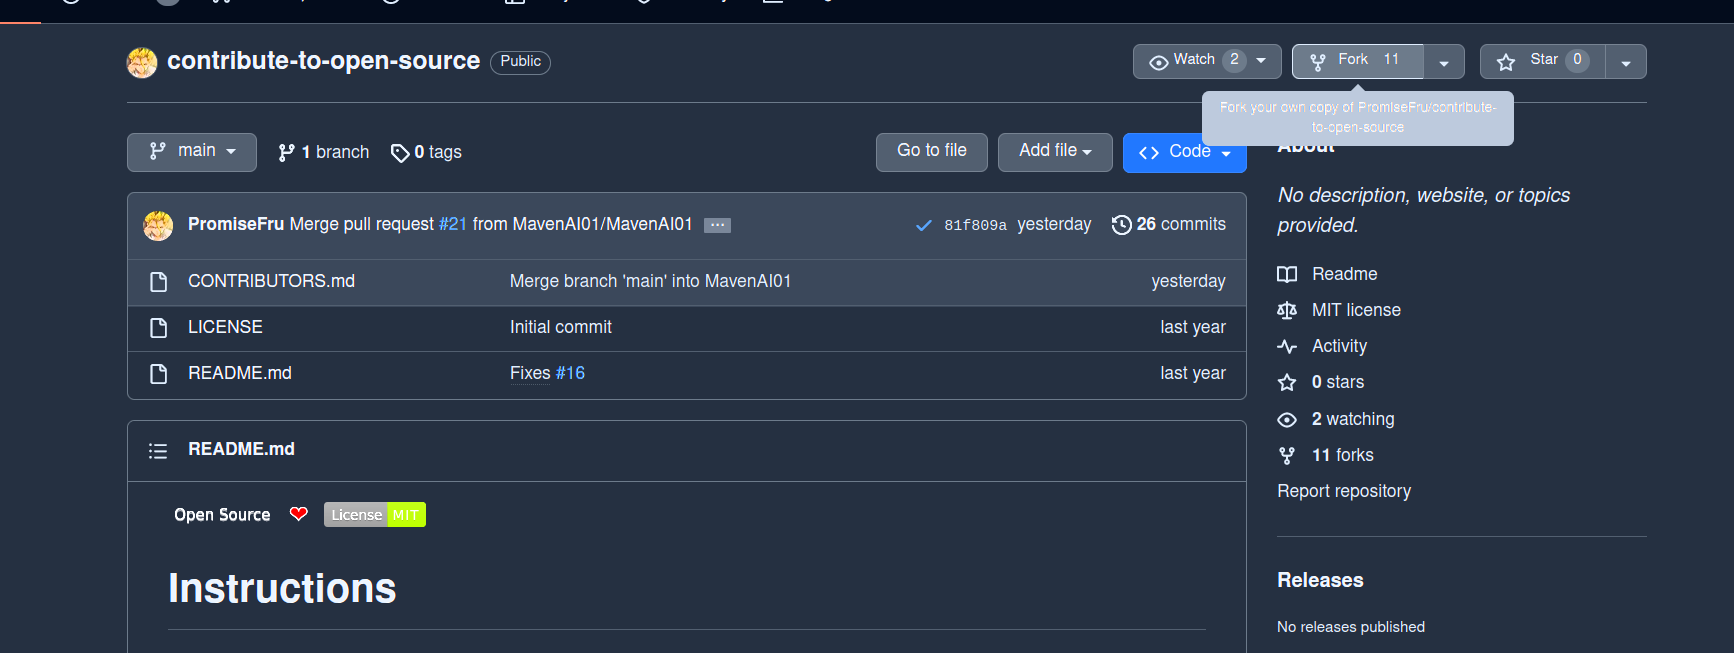 contribute-to-open-source Public
Watch 2 Fork 11 Star 0
Fork your own copy of PromiseFru/contribute-
to-open-source
main 1 branch 0 tags Go to file Add file Code
PromiseFru Merge pull request #21 from MavenAI01/MavenAI01 ··· 81f809a yesterday 26 commits
CONTRIBUTORS.md Merge branch 'main' into MavenAI01 yesterday
LICENSE Initial commit last year
README.md Fixes #16 last year
README.md
Open Source License MIT
Instructions
About
No description, website, or topics
provided.
Readme
MIT license
Activity
0 stars
2 watching
11 forks
Report repository
Releases
No releases published